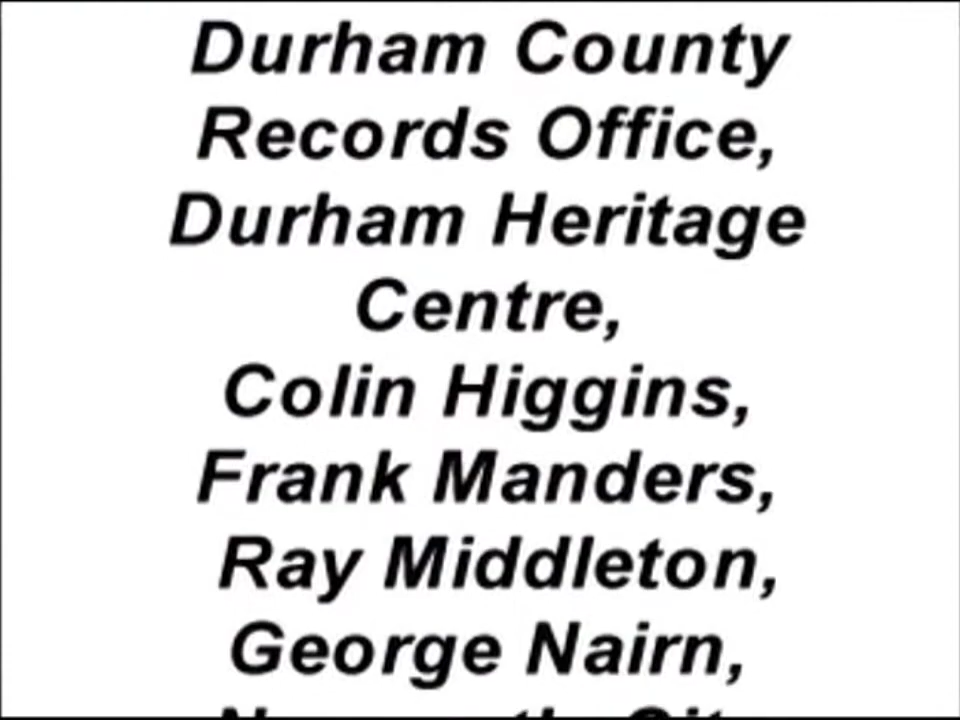 Durham County
Records Office,
Durham Heritage
Centre,
Colin Higgins,
Frank Manders,
Ray Middleton,
George Nairn,